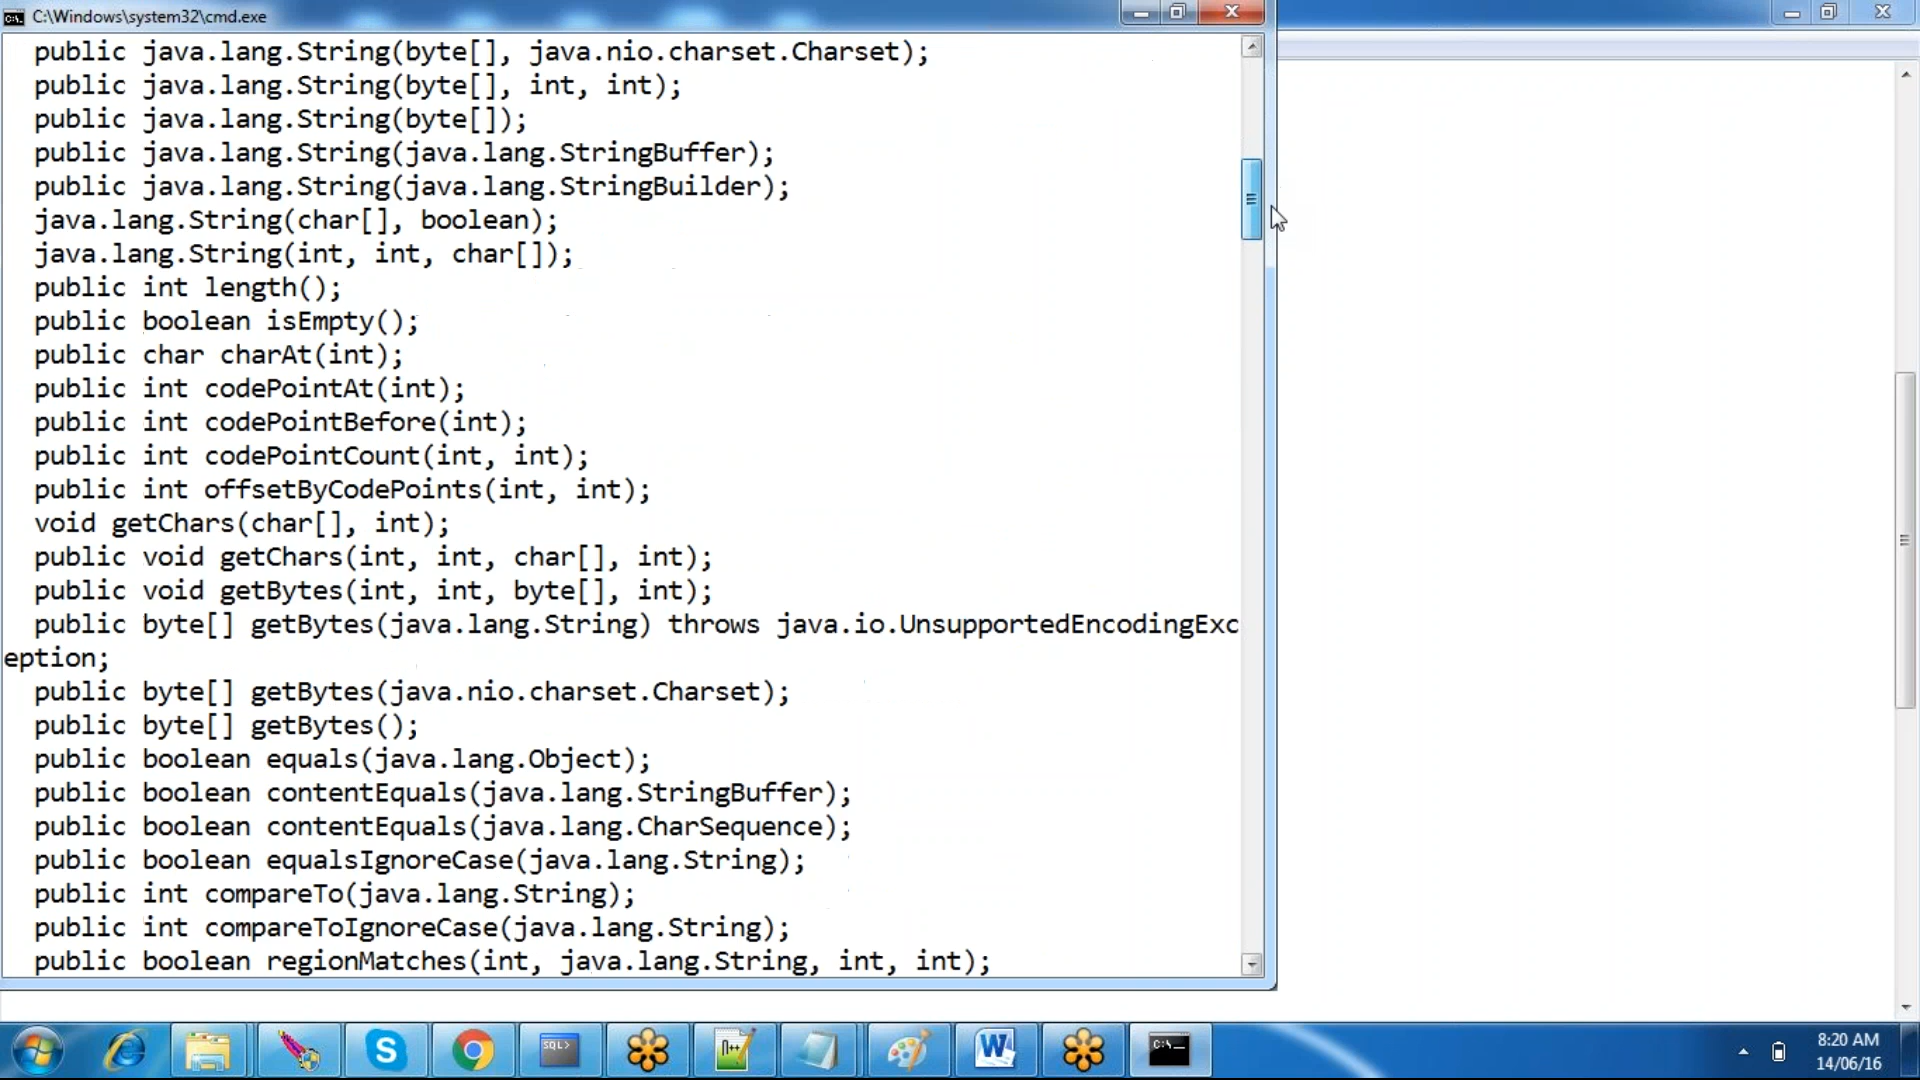 C:\Windows\system32\cmd.exe
public java.lang.String(byte[], java.nio.charset.Charset);
public java.lang.String(byte[], int, int);
public java.lang.String(byte[]);
public java.lang.String(java.lang.StringBuffer);
public java.lang.String(java.lang.StringBuilder);
java.lang.String(char[], boolean);
java.lang.String(int, int, char[]);
public int length();
public boolean isEmpty();
public char charAt(int);
public int codePointAt(int);
public int codePointBefore(int);
public int codePointCount(int, int);
public int offsetByCodePoints(int, int);
void getChars(char[], int);
public void getChars(int, int, char[], int);
public void getBytes(int, int, byte[], int);
public byte[] getBytes(java.lang.String) throws java.io.UnsupportedEncodingExc
eption;
public byte[] getBytes(java.nio.charset.Charset);
public byte[] getBytes();
public boolean equals(java.lang.Object);
public boolean contentEquals(java.lang.StringBuffer);
public boolean contentEquals(java.lang.CharSequence);
public boolean equalsIgnoreCase(java.lang.String);
public int compareTo(java.lang.String);
public int compareToIgnoreCase(java.lang.String);
public boolean regionMatches(int, java.lang.String, int, int);
8:20 AM
14/06/16